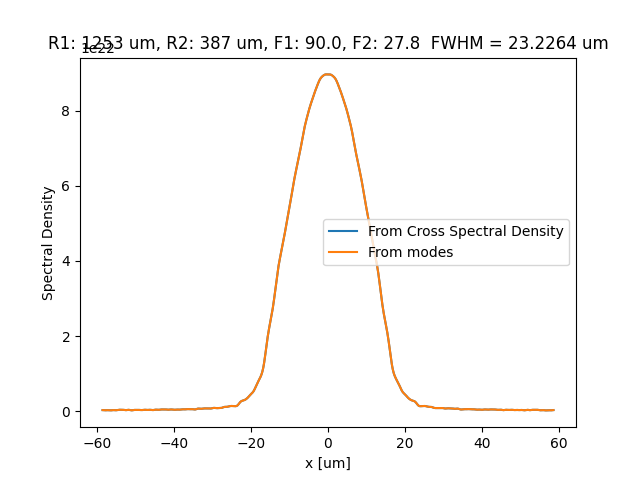 R1: 1253 um, R2: 387 um, F1: 90.0, F2: 27.8  FWHM = 23.2264 um
1e22
8
6
4
2
0
Spectral Density
From Cross Spectral Density
From modes
−60 −40 −20 0 20 40 60
x [um]